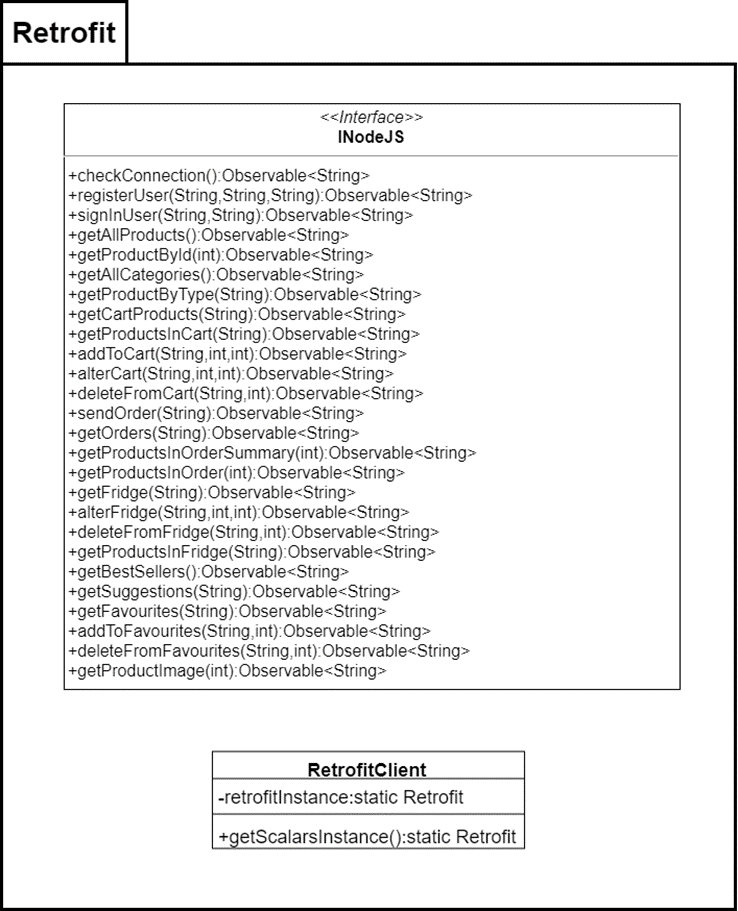 Retrofit
<<Interface>>
INodeJS
+checkConnection():Observable<String>
+registerUser(String,String,String):Observable<String>
+signInUser(String,String):Observable<String>
+getAllProducts():Observable<String>
+getProductById(int):Observable<String>
+getAllCategories():Observable<String>
+getProductByType(String):Observable<String>
+getCartProducts(String):Observable<String>
+getProductsInCart(String):Observable<String>
+addToCart(String,int,int):Observable<String>
+alterCart(String,int,int):Observable<String>
+deleteFromCart(String,int):Observable<String>
+sendOrder(String):Observable<String>
+getOrders(String):Observable<String>
+getProductsInOrderSummary(int):Observable<String>
+getProductsInOrder(int):Observable<String>
+getFridge(String):Observable<String>
+alterFridge(String,int,int):Observable<String>
+deleteFromFridge(String,int):Observable<String>
+getProductsInFridge(String):Observable<String>
+getBestSellers():Observable<String>
+getSuggestions(String):Observable<String>
+getFavourites(String):Observable<String>
+addToFavourites(String,int):Observable<String>
+deleteFromFavourites(String,int):Observable<String>
+getProductImage(int):Observable<String>
RetrofitClient
-retrofitInstance:static Retrofit
+getScalarsInstance():static Retrofit